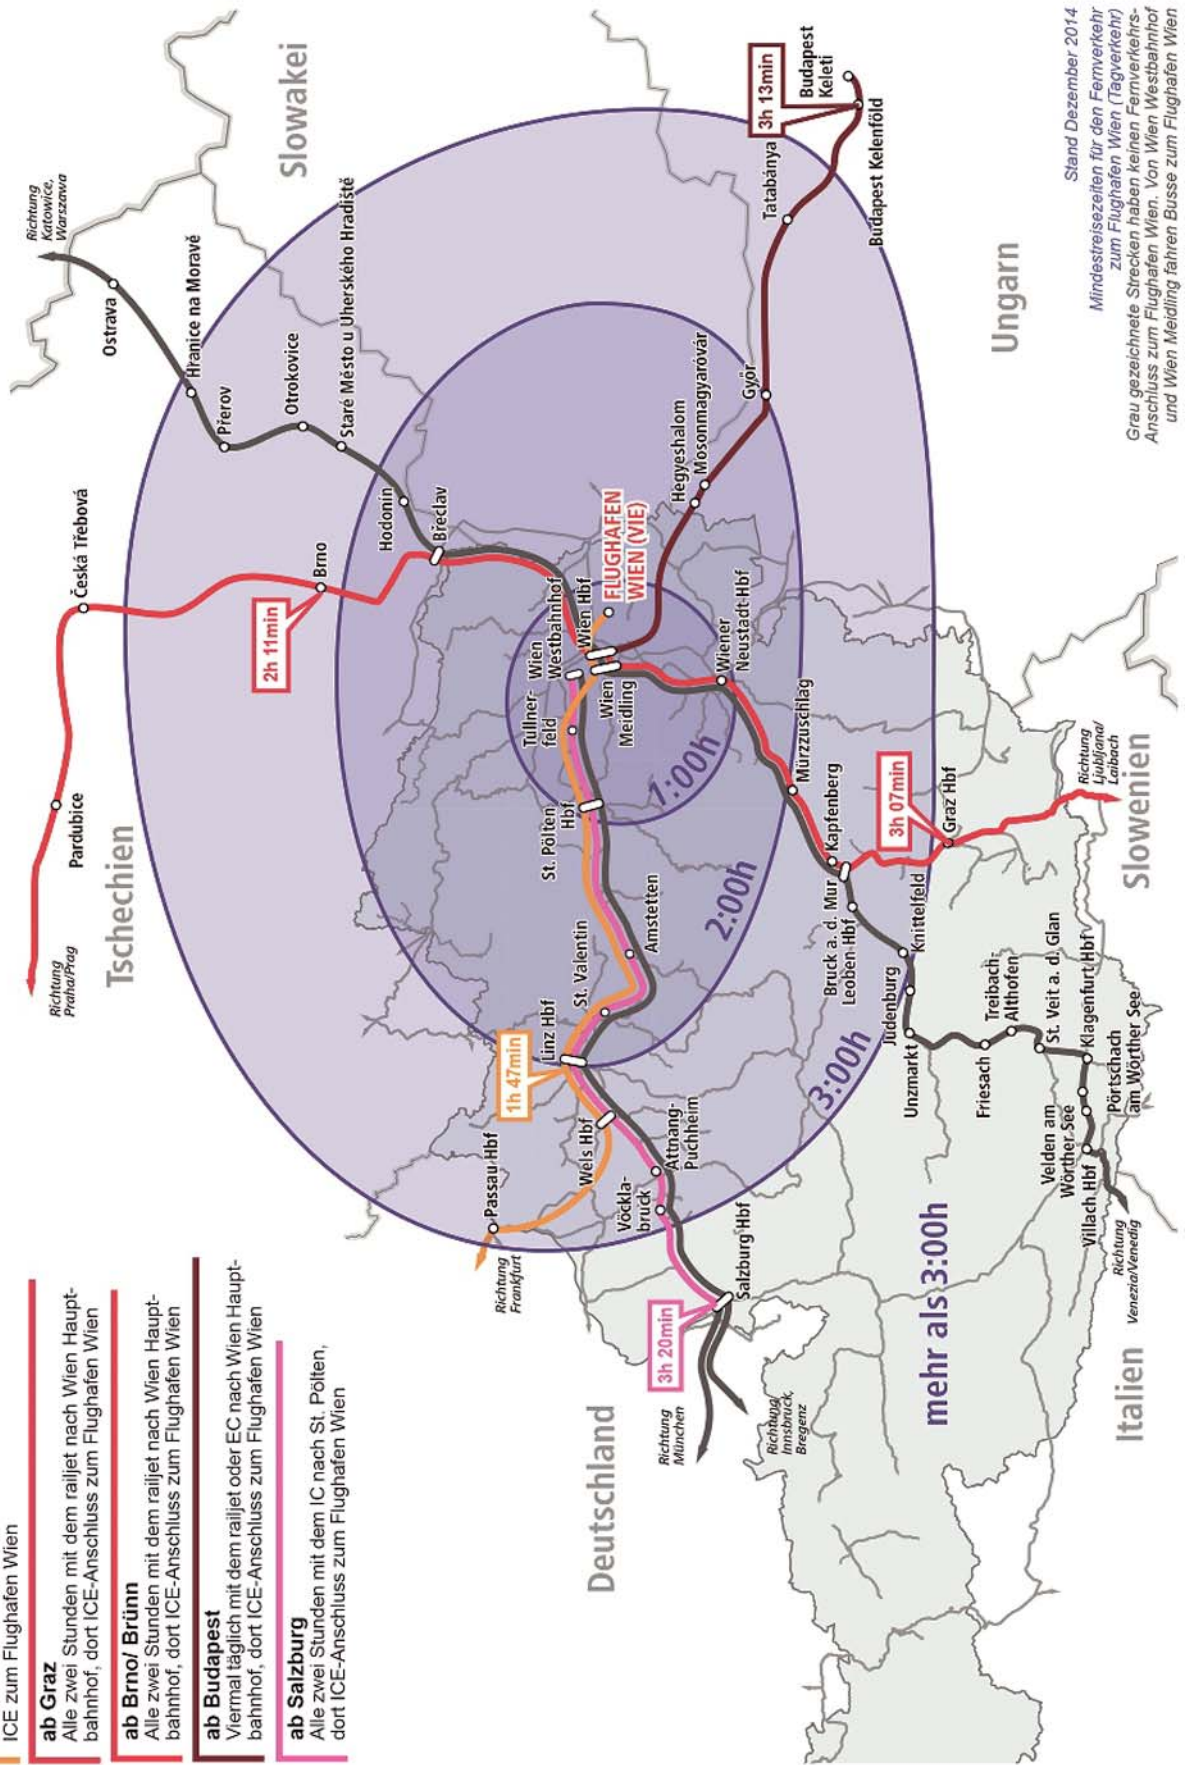 ICE zum Flughafen Wien
ab Graz
Alle zwei Stunden mit dem railjet nach Wien Haupt-
bahnhof, dort ICE-Anschluss zum Flughafen Wien
ab Brno/ Brünn
Alle zwei Stunden mit dem railjet nach Wien Haupt-
bahnhof, dort ICE-Anschluss zum Flughafen Wien
ab Budapest
Viermal täglich mit dem railjet oder EC nach Wien Haupt-
bahnhof, dort ICE-Anschluss zum Flughafen Wien
ab Salzburg
Alle zwei Stunden mit dem IC nach St. Pölten,
dort ICE-Anschluss zum Flughafen Wien
Richtung
Praha/Prag
Pardubice
Česká Třebová
Tschechien
2h 11min
Brno
Richtung
Katowice,
Warszawa
Ostrava
Hranice na Moravě
Přerov
Otrokovice
Staré Město u Uherského Hradiště
Hodonín
Břeclav
Slowakei
Richtung
Frankfurt
Passau Hbf
1h 47min
Linz Hbf
Wels Hbf
St. Valentin
Amstetten
St. Pölten
Hbf
Tullner-
feld
Wien
Westbahnhof
Wien Hbf
Wien
Meidling
FLUGHAFEN
WIEN (VIE)
1:00h
2:00h
3:00h
mehr als 3:00h
Deutschland
Richtung
München
3h 20min
Salzburg Hbf
Vöckla-
bruck
Attnang-
Puchheim
Richtung
Innsbruck,
Bregenz
Wiener
Neustadt Hbf
Mürzzuschlag
Kapfenberg
Bruck a. d. Mur
Leoben Hbf
3h 07min
Graz Hbf
Knittelfeld
Judenburg
Unzmarkt
Friesach
Treibach-
Althofen
St. Veit a. d. Glan
Klagenfurt Hbf
Pörtschach
am Wörther See
Velden am
Wörther See
Villach Hbf
Richtung
Venezia/Venedig
Italien
Slowenien
Richtung
Ljubljana/
Laibach
Hegyeshalom
Mosonmagyaróvár
Győr
Tatabánya
3h 13min
Budapest
Keleti
Budapest Kelenföld
Ungarn
Stand Dezember 2014
Mindestreisezeiten für den Fernverkehr
zum Flughafen Wien (Tagverkehr)
Grau gezeichnete Strecken haben keinen Fernverkehrs-
Anschluss zum Flughafen Wien. Von Wien Westbahnhof
und Wien Meidling fahren Busse zum Flughafen Wien